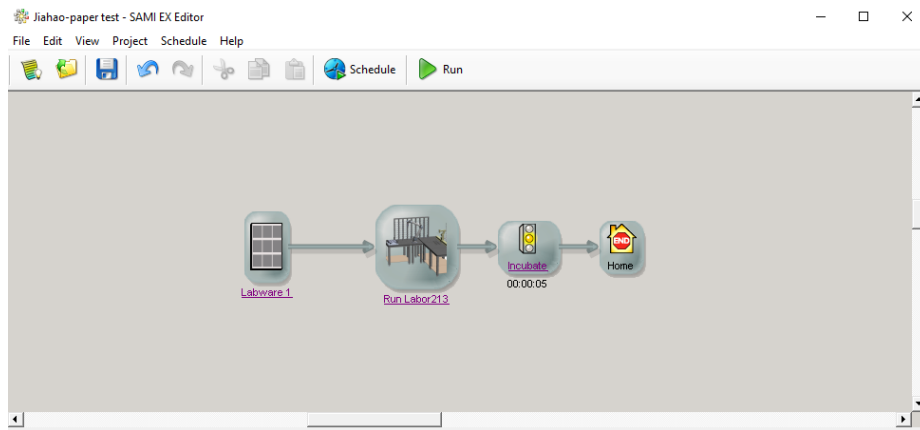 Jiahao-paper test - SAMI EX Editor
File Edit View Project Schedule Help
Schedule Run
Labware 1
Run Labor213
Incubate
00:00:05
END
Home